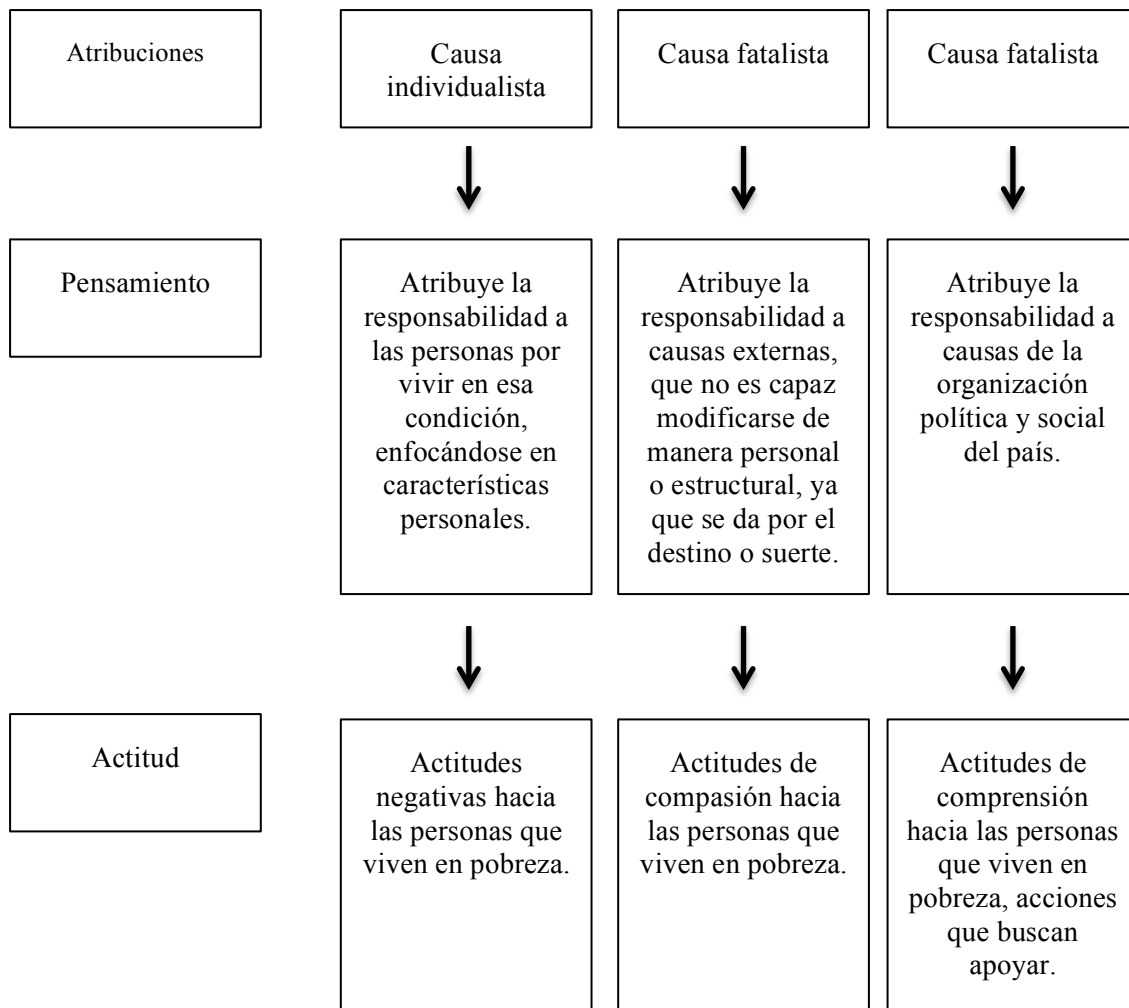 Atribuciones
Causa
individualista
Causa fatalista
Causa fatalista
Pensamiento
Atribuye la
responsabilidad a
las personas por
vivir en esa
condición,
enfocándose en
características
personales.
Atribuye la
responsabilidad a
causas externas,
que no es capaz
modificarse de
manera personal
o estructural, ya
que se da por el
destino o suerte.
Atribuye la
responsabilidad a
causas de la
organización
política y social
del país.
Actitud
Actitudes
negativas hacia
las personas que
viven en pobreza.
Actitudes de
compasión hacia
las personas que
viven en pobreza.
Actitudes de
comprensión
hacia las personas
que viven en
pobreza, acciones
que buscan
apoyar.